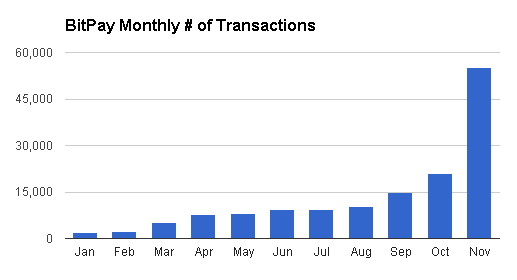 BitPay Monthly # of Transactions
60,000
45,000
30,000
15,000
0
Jan Feb Mar Apr May Jun Jul Aug Sep Oct Nov